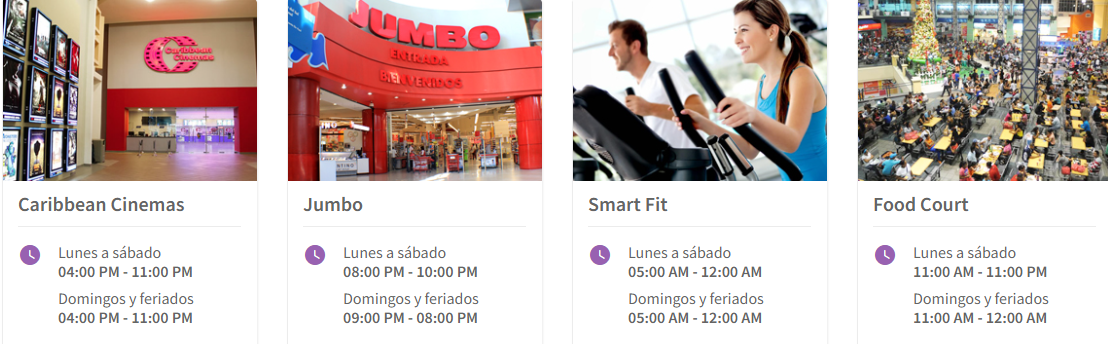 Caribbean
Cinemas
JUMBO
ENTRADA
BIENVENIDOS
Caribbean Cinemas
Lunes a sábado
04:00 PM - 11:00 PM
Domingos y feriados
04:00 PM - 11:00 PM
Jumbo
Lunes a sábado
08:00 PM - 10:00 PM
Domingos y feriados
09:00 PM - 08:00 PM
Smart Fit
Lunes a sábado
05:00 AM - 12:00 AM
Domingos y feriados
05:00 AM - 12:00 AM
Food Court
Lunes a sábado
11:00 AM - 11:00 PM
Domingos y feriados
11:00 AM - 12:00 AM